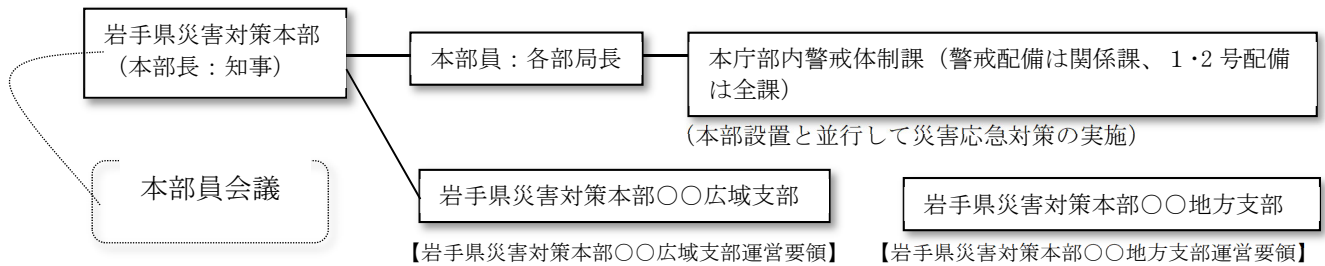 岩手県災害対策本部
（本部長：知事）
本部員：各部局長
本庁部内警戒体制課（警戒配備は関係課、１･2 号配備
は全課）
（本部設置と並行して災害応急対策の実施）
本部員会議
岩手県災害対策本部○○広域支部
岩手県災害対策本部○○地方支部
【岩手県災害対策本部○○広域支部運営要領】
【岩手県災害対策本部○○地方支部運営要領】